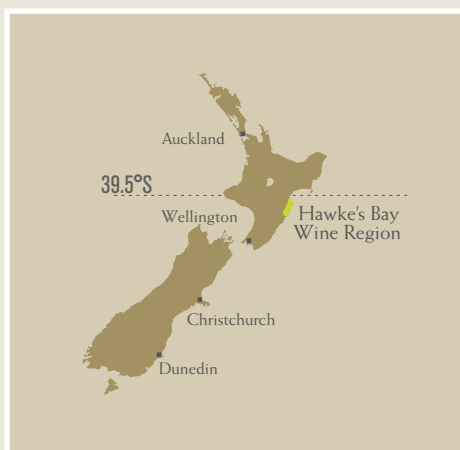 Auckland
39.5°S
Wellington
Hawke's Bay
Wine Region
Christchurch
Dunedin